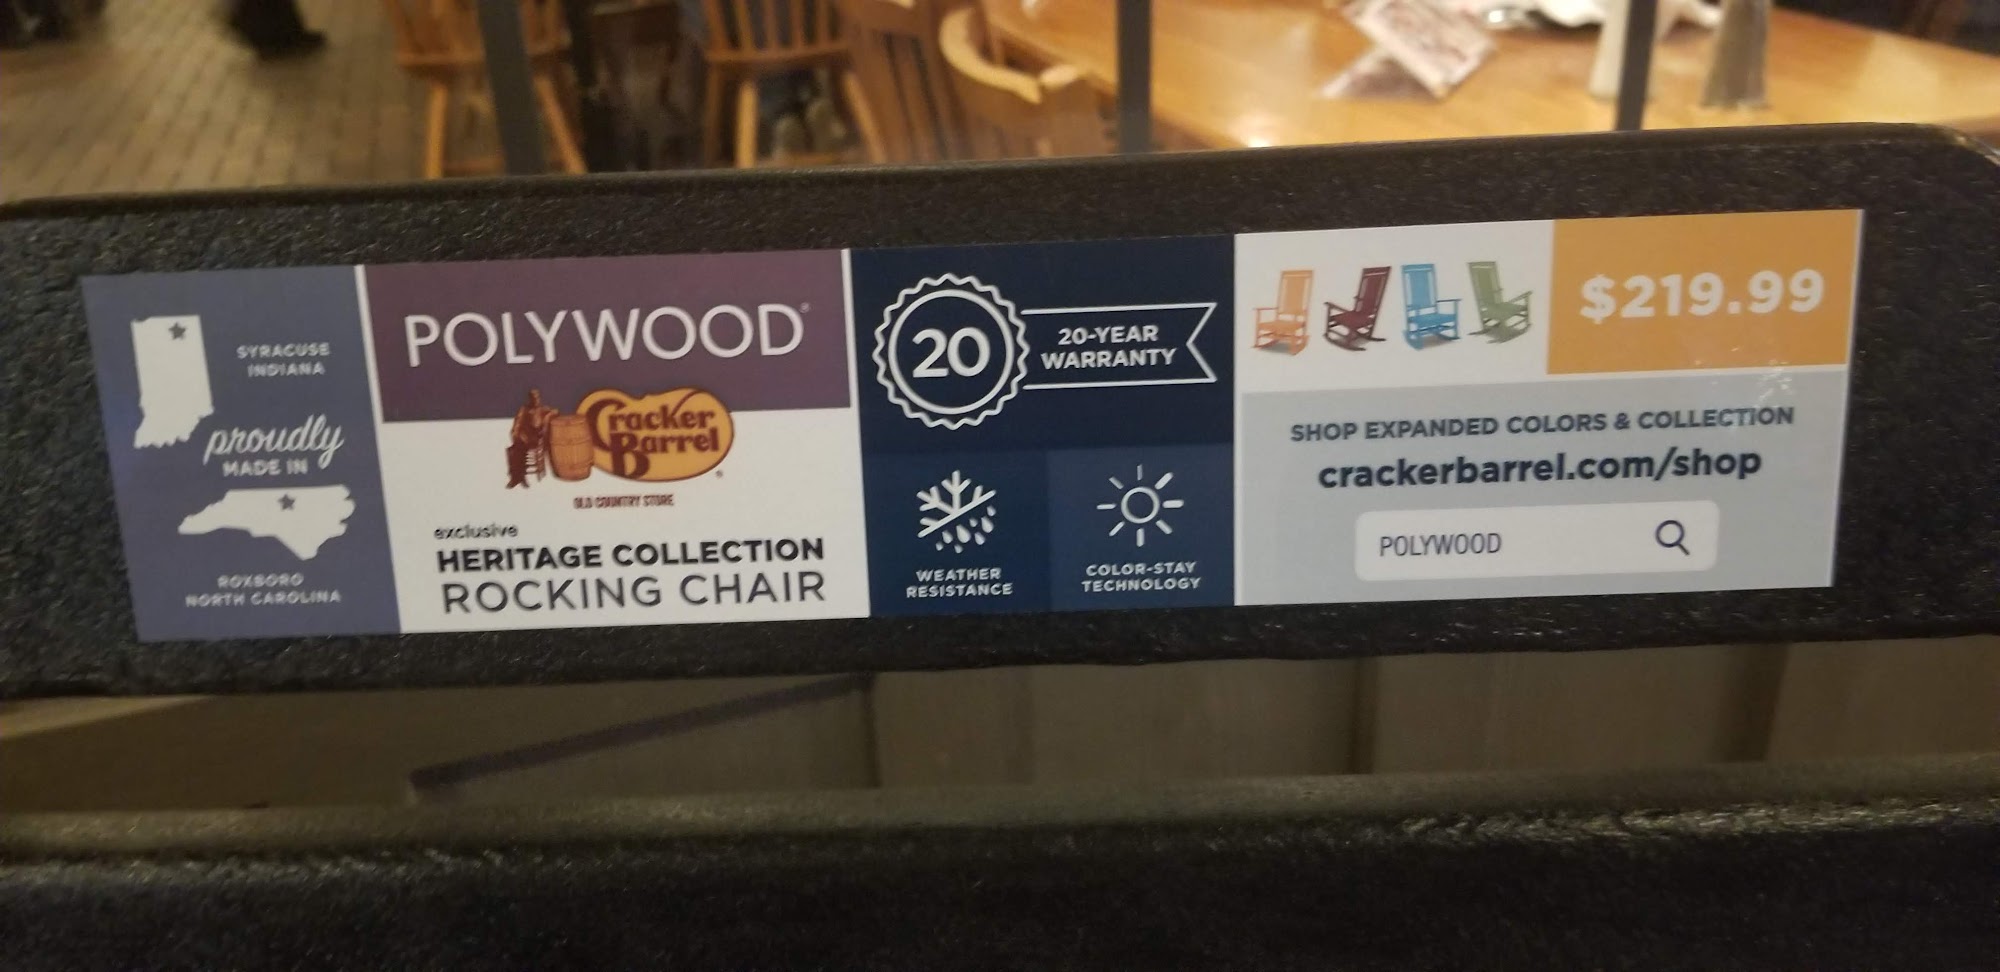 SYRACUSE
INDIANA
proudly
MADE IN
ROXBORO
NORTH CAROLINA
POLYWOOD®
Cracker
Barrel®
OLD COUNTRY STORE
exclusive
HERITAGE COLLECTION
ROCKING CHAIR
20
20-YEAR
WARRANTY
WEATHER
RESISTANCE
COLOR-STAY
TECHNOLOGY
$219.99
SHOP EXPANDED COLORS & COLLECTION
crackerbarrel.com/shop
POLYWOOD